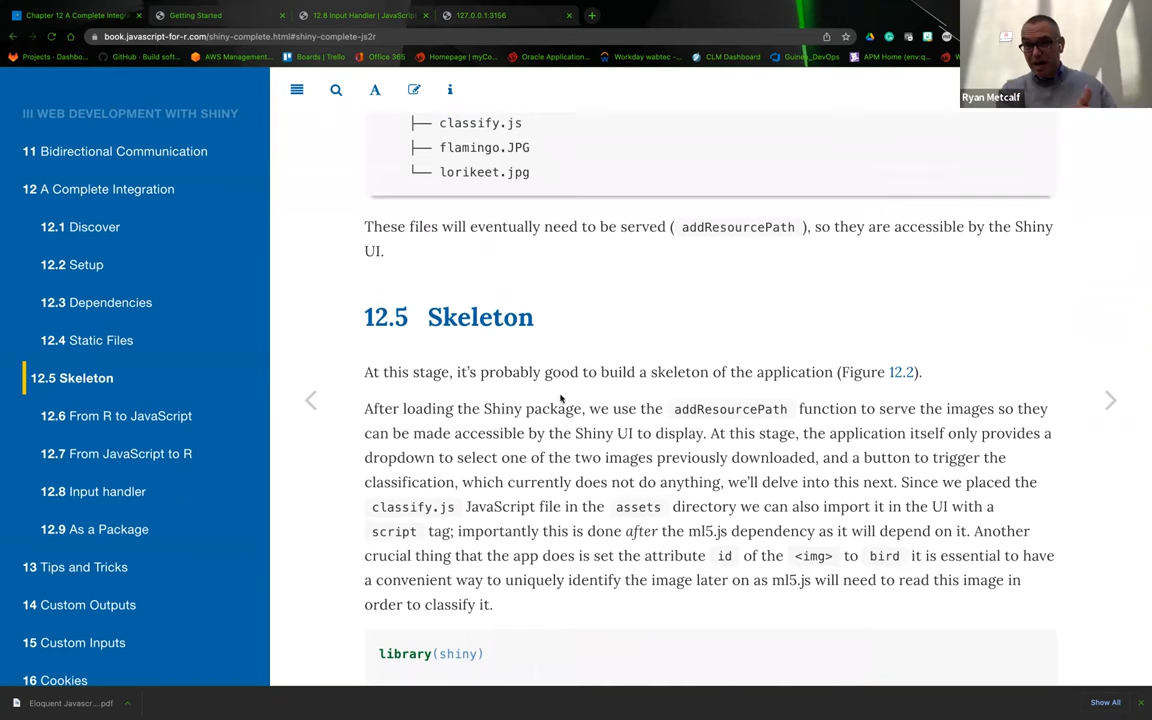 Chapter 12 A Complete Integra
Getting Started
12.8 Input Handler | JavaScrip
127.0.0.1:3156
book.javascript-for-r.com/shiny-complete.html#shiny-complete-js2r
Projects · Dashbo...
GitHub · Build soft...
AWS Management...
Boards | Trello
Office 365
Homepage | myCo...
Oracle Application...
Workday wabtec -...
CLM Dashboard
Guinea_DevOps
APM Home (env:q...
Ryan Metcalf
III WEB DEVELOPMENT WITH SHINY
11 Bidirectional Communication
12 A Complete Integration
12.1 Discover
12.2 Setup
12.3 Dependencies
12.4 Static Files
12.5 Skeleton
12.6 From R to JavaScript
12.7 From JavaScript to R
12.8 Input handler
12.9 As a Package
13 Tips and Tricks
14 Custom Outputs
15 Custom Inputs
16 Cookies
├── classify.js
├── flamingo.JPG
└── lorikeet.jpg
These files will eventually need to be served ( addResourcePath ), so they are accessible by the Shiny
UI.
12.5 Skeleton
At this stage, it's probably good to build a skeleton of the application (Figure 12.2).
After loading the Shiny package, we use the addResourcePath function to serve the images so they
can be made accessible by the Shiny UI to display. At this stage, the application itself only provides a
dropdown to select one of the two images previously downloaded, and a button to trigger the
classification, which currently does not do anything, we'll delve into this next. Since we placed the
classify.js JavaScript file in the assets directory we can also import it in the UI with a
script tag; importantly this is done after the ml5.js dependency as it will depend on it. Another
crucial thing that the app does is set the attribute id of the <img> to bird it is essential to have
a convenient way to uniquely identify the image later on as ml5.js will need to read this image in
order to classify it.
library(shiny)
Eloquent Javascr....pdf
Show All